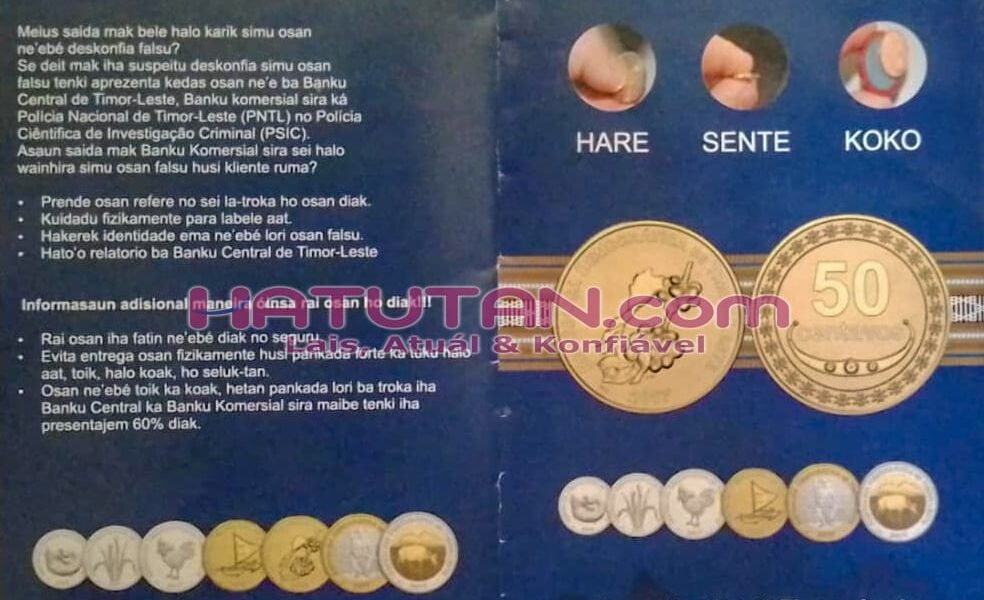 Meius saida mak bele halo karik simu osan
ne'ebé deskonfia falsu?
Se deit mak iha suspeitu deskonfia simu osan
falsu tenki aprezenta kedas osan ne'e ba Banku
Central de Timor-Leste, Banku komersial sira ká
Polícia Nacional de Timor-Leste (PNTL) no Polícia
Ciêntifica de Investigação Criminal (PSIC).
Asaun saida mak Banku Komersial sira sei halo
wainhira simu osan falsu husi kliente ruma?
• Prende osan refere no sei la-troka ho osan diak.
• Kuidadu fizikamente para labele aat.
• Hakerek identidade ema ne'ebé lori osan falsu.
• Hato'o relatorio ba Banku Central de Timor-Leste
Informasaun adisional maneira óinsa rai osan ho diak!!!
• Rai osan iha fatin ne'ebé diak no seguru.
• Evita entrega osan fizikamente husi pankada forte ka tuku halo
aat, toik, halo koak, ho seluk-tan.
• Osan ne'ebé toik ka koak, hetan pankada lori ba troka iha
Banku Central ka Banku Komersial sira maibe tenki iha
presentajem 60% diak.
HARE SENTE KOKO
50
centavos
HATUTAN.com
Lais, Atuál & Konfiável